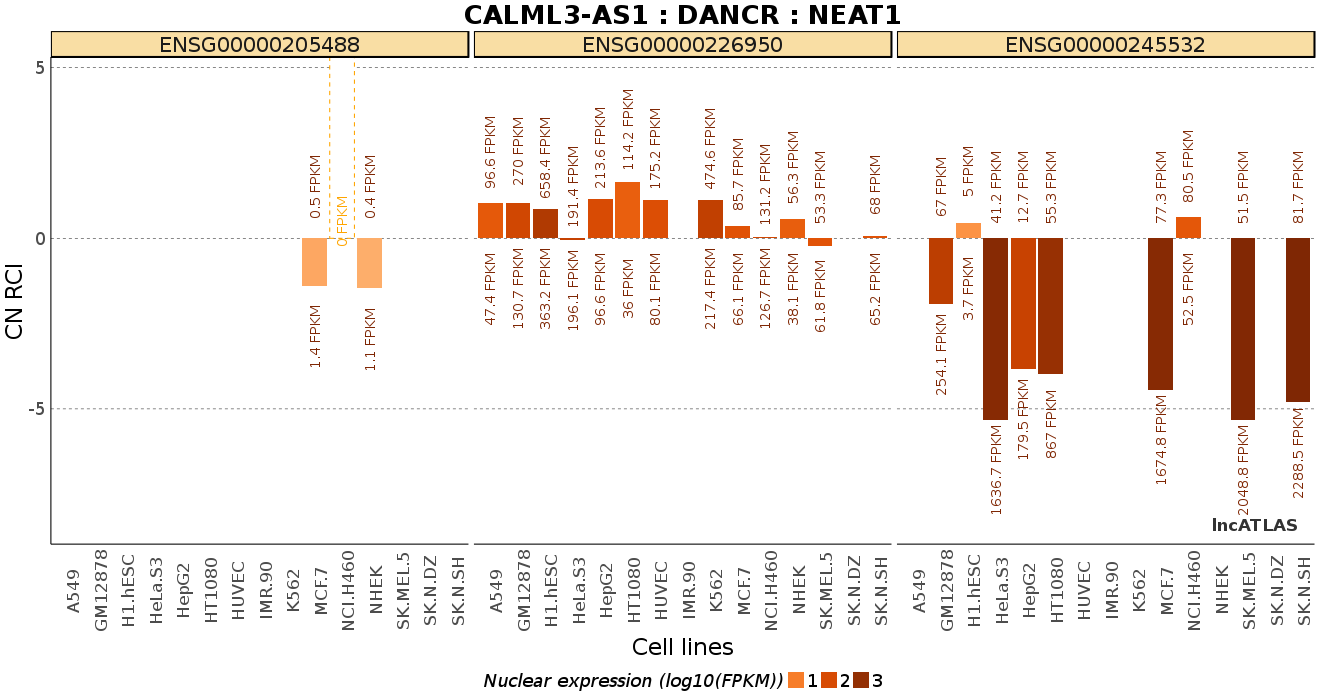 CALML3-AS1 : DANCR : NEAT1
ENSG00000205488
ENSG00000226950
ENSG00000245532
CN RCI
5
0
-5
0.5 FPKM
0 FPKM
0.4 FPKM
1.4 FPKM
1.1 FPKM
96.6 FPKM
270 FPKM
658.4 FPKM
191.4 FPKM
213.6 FPKM
114.2 FPKM
175.2 FPKM
474.6 FPKM
85.7 FPKM
131.2 FPKM
56.3 FPKM
53.3 FPKM
68 FPKM
47.4 FPKM
130.7 FPKM
363.2 FPKM
196.1 FPKM
96.6 FPKM
36 FPKM
80.1 FPKM
217.4 FPKM
66.1 FPKM
126.7 FPKM
38.1 FPKM
61.8 FPKM
65.2 FPKM
67 FPKM
5 FPKM
41.2 FPKM
12.7 FPKM
55.3 FPKM
77.3 FPKM
80.5 FPKM
51.5 FPKM
81.7 FPKM
254.1 FPKM
3.7 FPKM
1636.7 FPKM
179.5 FPKM
867 FPKM
1674.8 FPKM
52.5 FPKM
2048.8 FPKM
2288.5 FPKM
lncATLAS
A549
GM12878
H1.hESC
HeLa.S3
HepG2
HT1080
HUVEC
IMR.90
K562
MCF.7
NCI.H460
NHEK
SK.MEL.5
SK.N.DZ
SK.N.SH
A549
GM12878
H1.hESC
HeLa.S3
HepG2
HT1080
HUVEC
IMR.90
K562
MCF.7
NCI.H460
NHEK
SK.MEL.5
SK.N.DZ
SK.N.SH
A549
GM12878
H1.hESC
HeLa.S3
HepG2
HT1080
HUVEC
IMR.90
K562
MCF.7
NCI.H460
NHEK
SK.MEL.5
SK.N.DZ
SK.N.SH
Cell lines
Nuclear expression (log10(FPKM)) 1 2 3